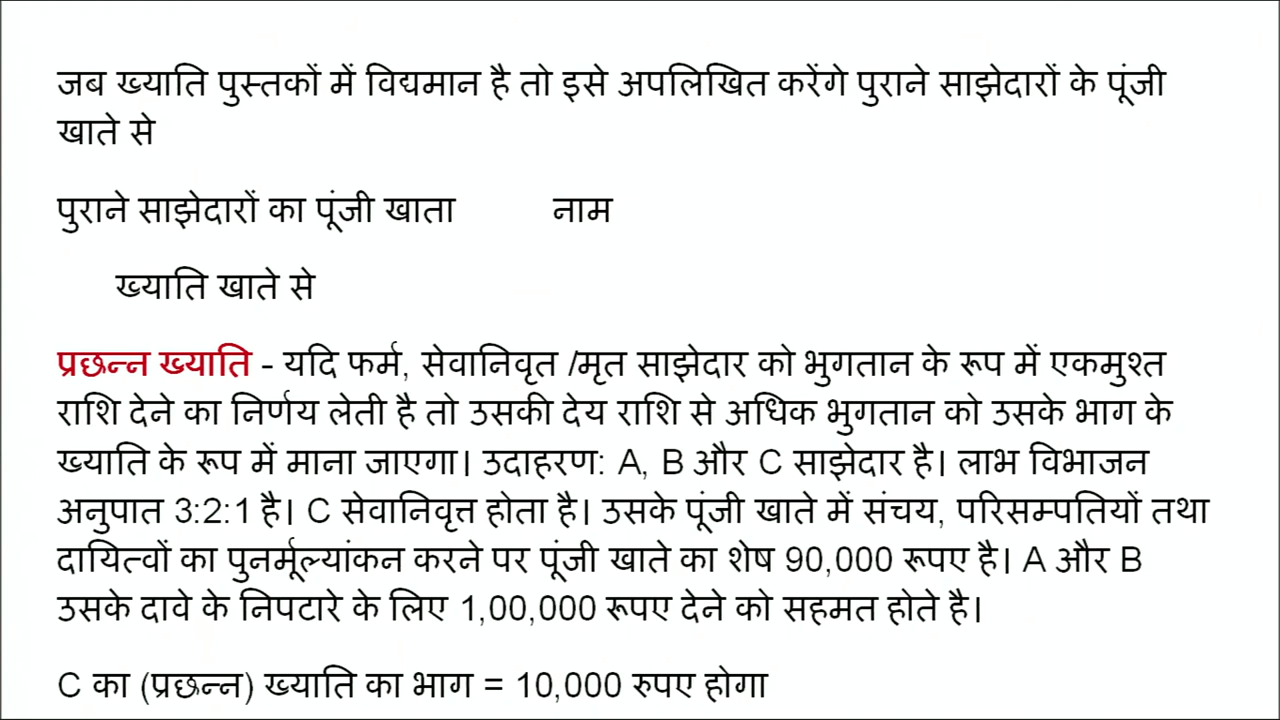 जब ख्याति पुस्तकों में विद्यमान है तो इसे अपलिखित करेंगे पुराने साझेदारों के पूंजी
खाते से
पुराने साझेदारों का पूंजी खाता नाम
ख्याति खाते से
प्रछन्न ख्याति - यदि फर्म, सेवानिवृत /मृत साझेदार को भुगतान के रूप में एकमुश्त
राशि देने का निर्णय लेती है तो उसकी देय राशि से अधिक भुगतान को उसके भाग के
ख्याति के रूप में माना जाएगा। उदाहरण: A, B और C साझेदार है। लाभ विभाजन
अनुपात 3:2:1 है। C सेवानिवृत्त होता है। उसके पूंजी खाते में संचय, परिसम्पतियों तथा
दायित्वों का पुनर्मूल्यांकन करने पर पूंजी खाते का शेष 90,000 रूपए है। A और B
उसके दावे के निपटारे के लिए 1,00,000 रूपए देने को सहमत होते है।
C का (प्रछन्न) ख्याति का भाग = 10,000 रुपए होगा